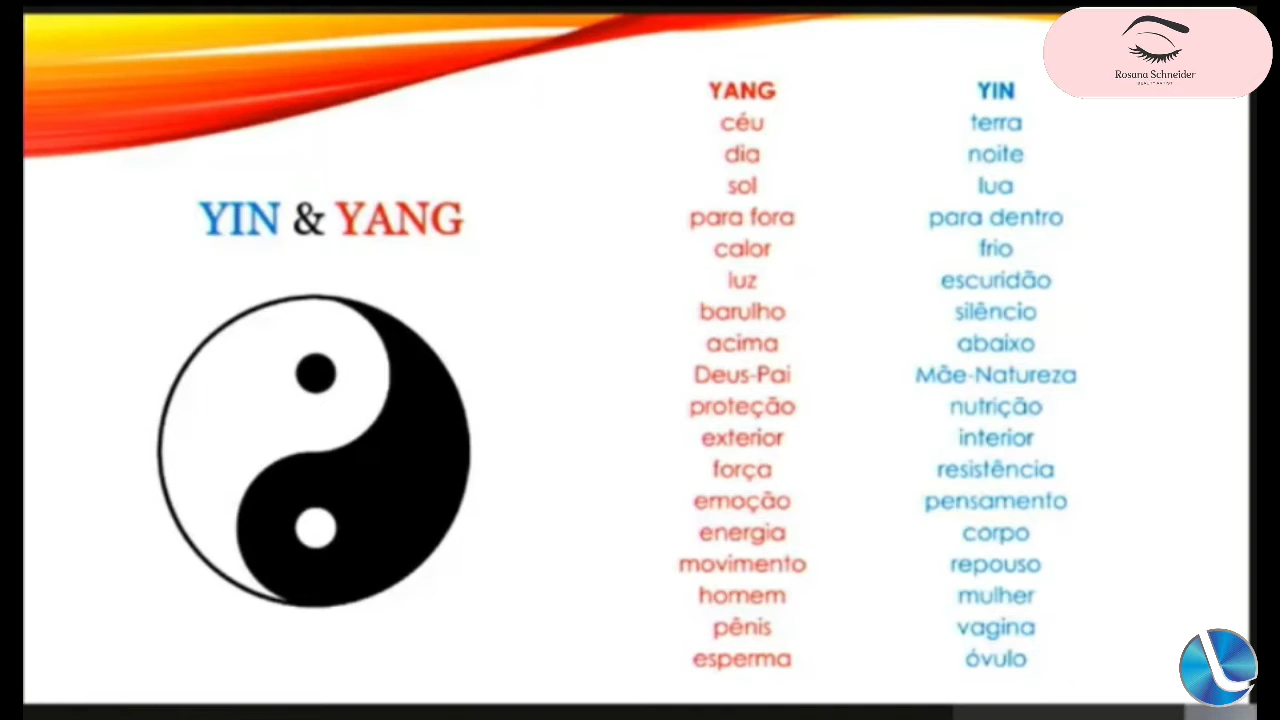 Rosana Schneider
BEAUTY ARTIST
YIN & YANG
YANG YIN
céu terra
dia noite
sol lua
para fora para dentro
calor frio
luz escuridão
barulho silêncio
acima abaixo
Deus-Pai Mãe-Natureza
proteção nutrição
exterior interior
força resistência
emoção pensamento
energia corpo
movimento repouso
homem mulher
pênis vagina
esperma óvulo